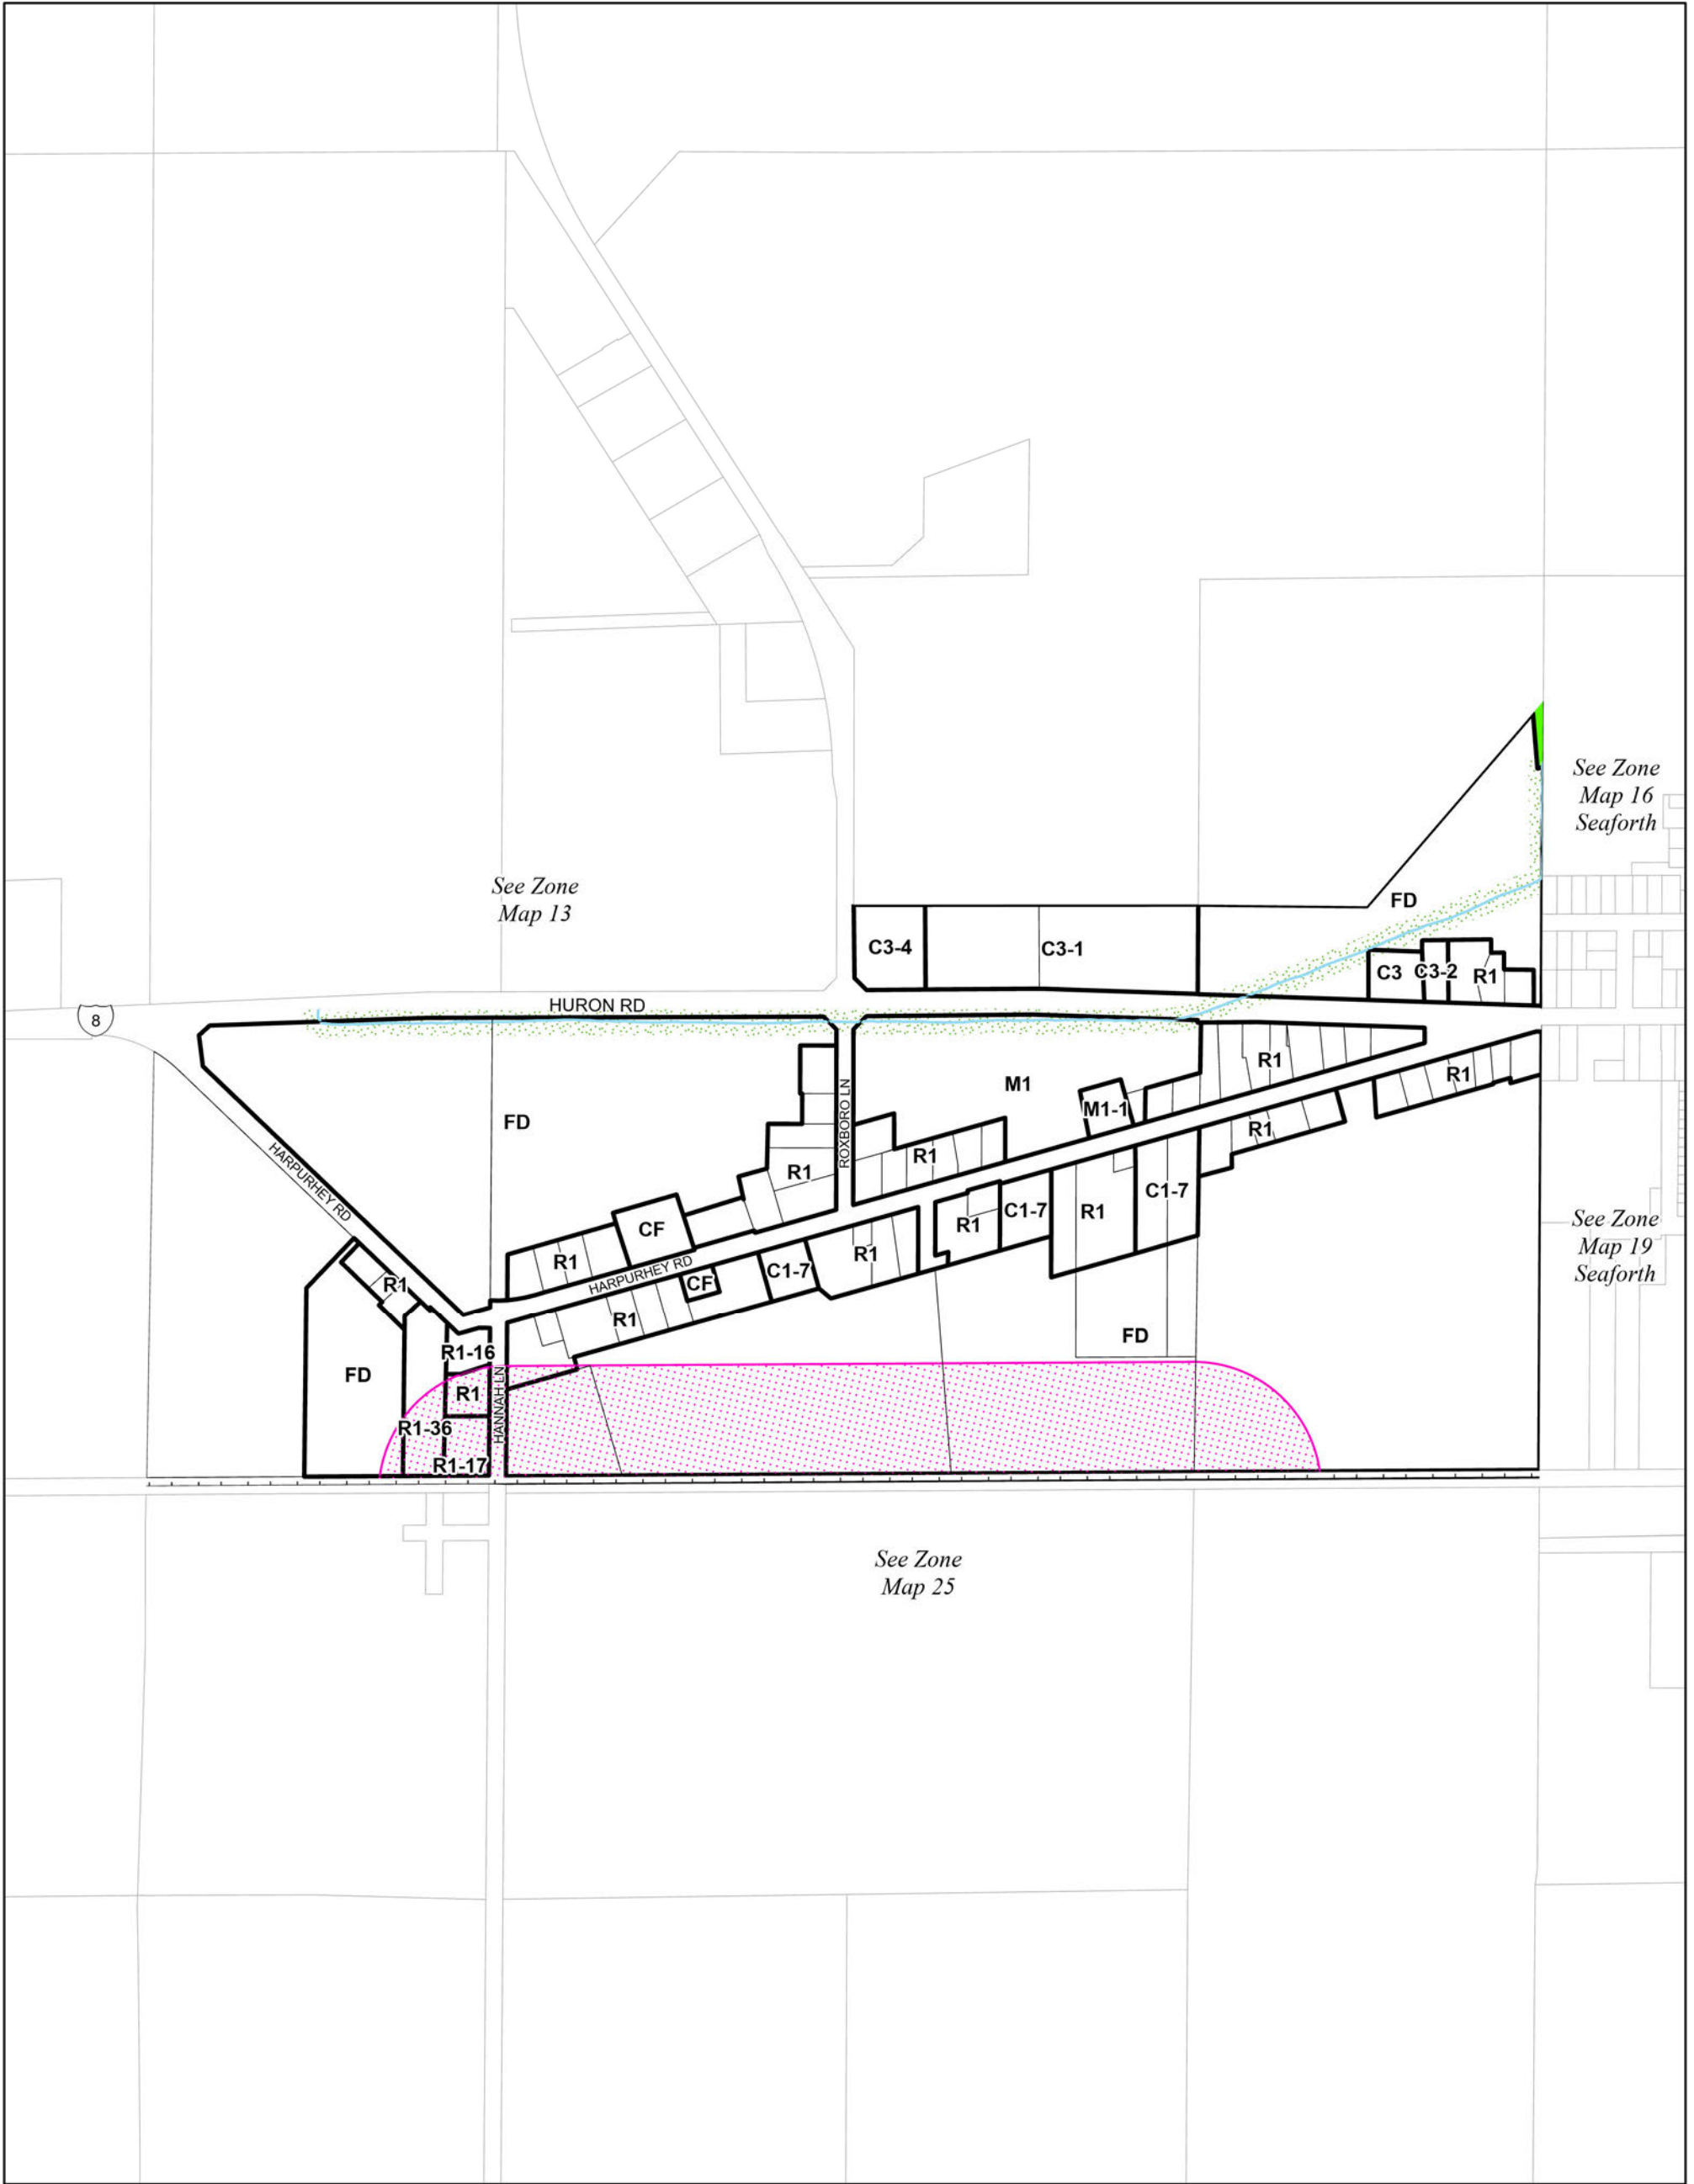 See Zone
Map 16
Seaforth
See Zone
Map 13
FD
C3-4
C3-1
C3
C3-2
R1
HURON RD
8
R1
R1
M1
M1-1
FD
ROXBORO LN
R1
HARPURHEY RD
R1
R1
C1-7
C1-7
R1
R1
R1
CF
See Zone
Map 19
Seaforth
R1
R1
HARPURHEY RD
C1-7
CF
R1
R1
FD
R1-16
FD
R1
HANNAH LN
R1-36
R1-17
See Zone
Map 25